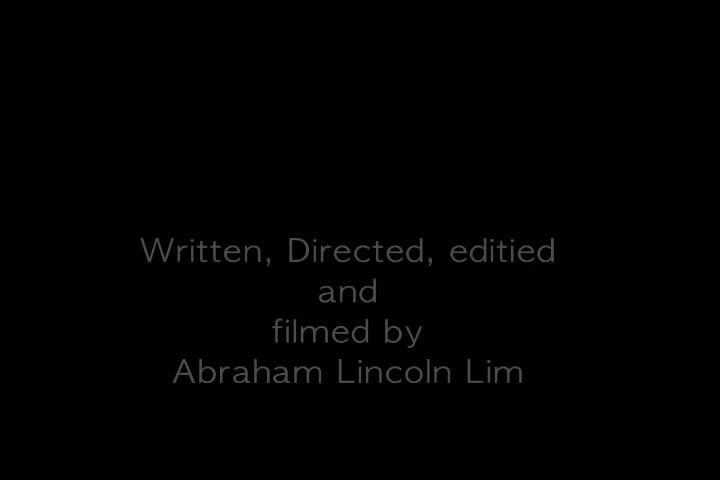 Written, Directed, editied
and
filmed by
Abraham Lincoln Lim